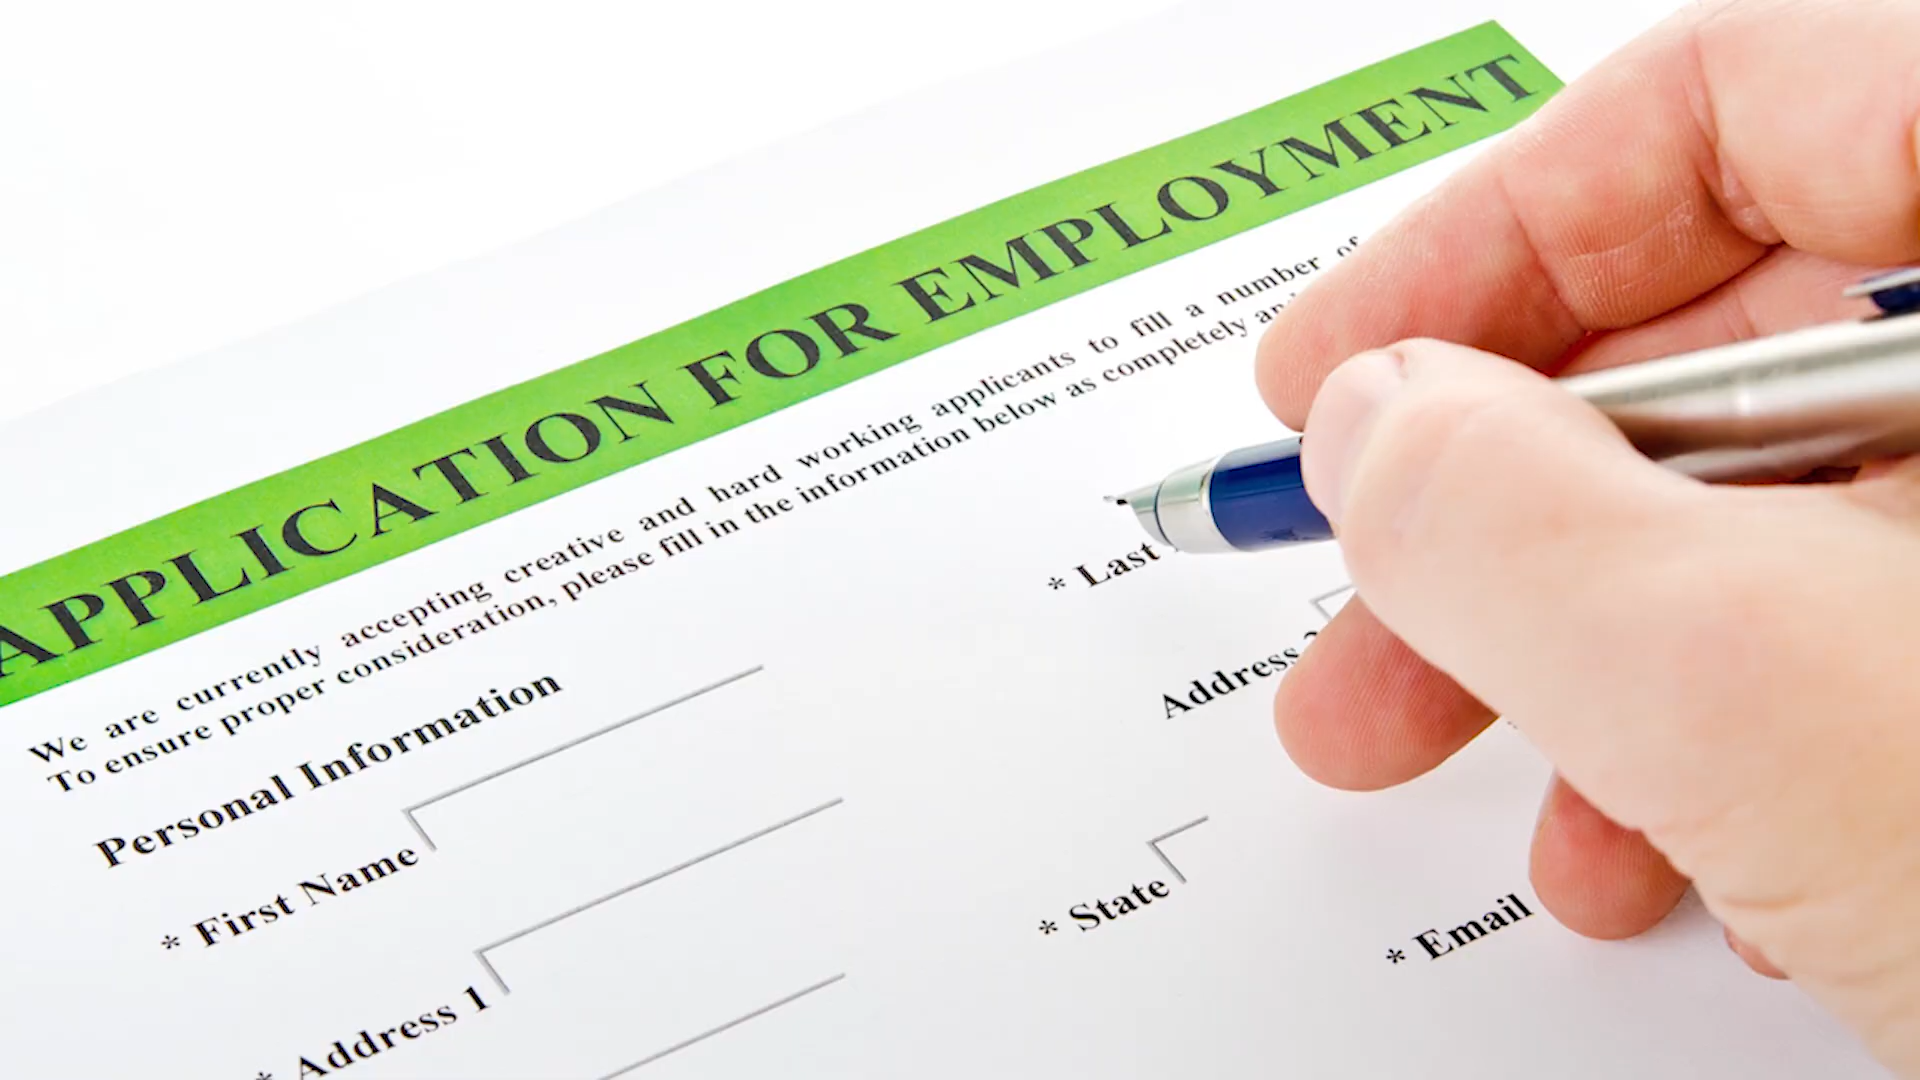 APPLICATION FOR EMPLOYMENT
We are currently accepting creative and hard working applicants to fill a number of
To ensure proper consideration, please fill in the information below as completely
Personal Information
* First Name
* Last
* Address 1
Address 2
* State
* Email